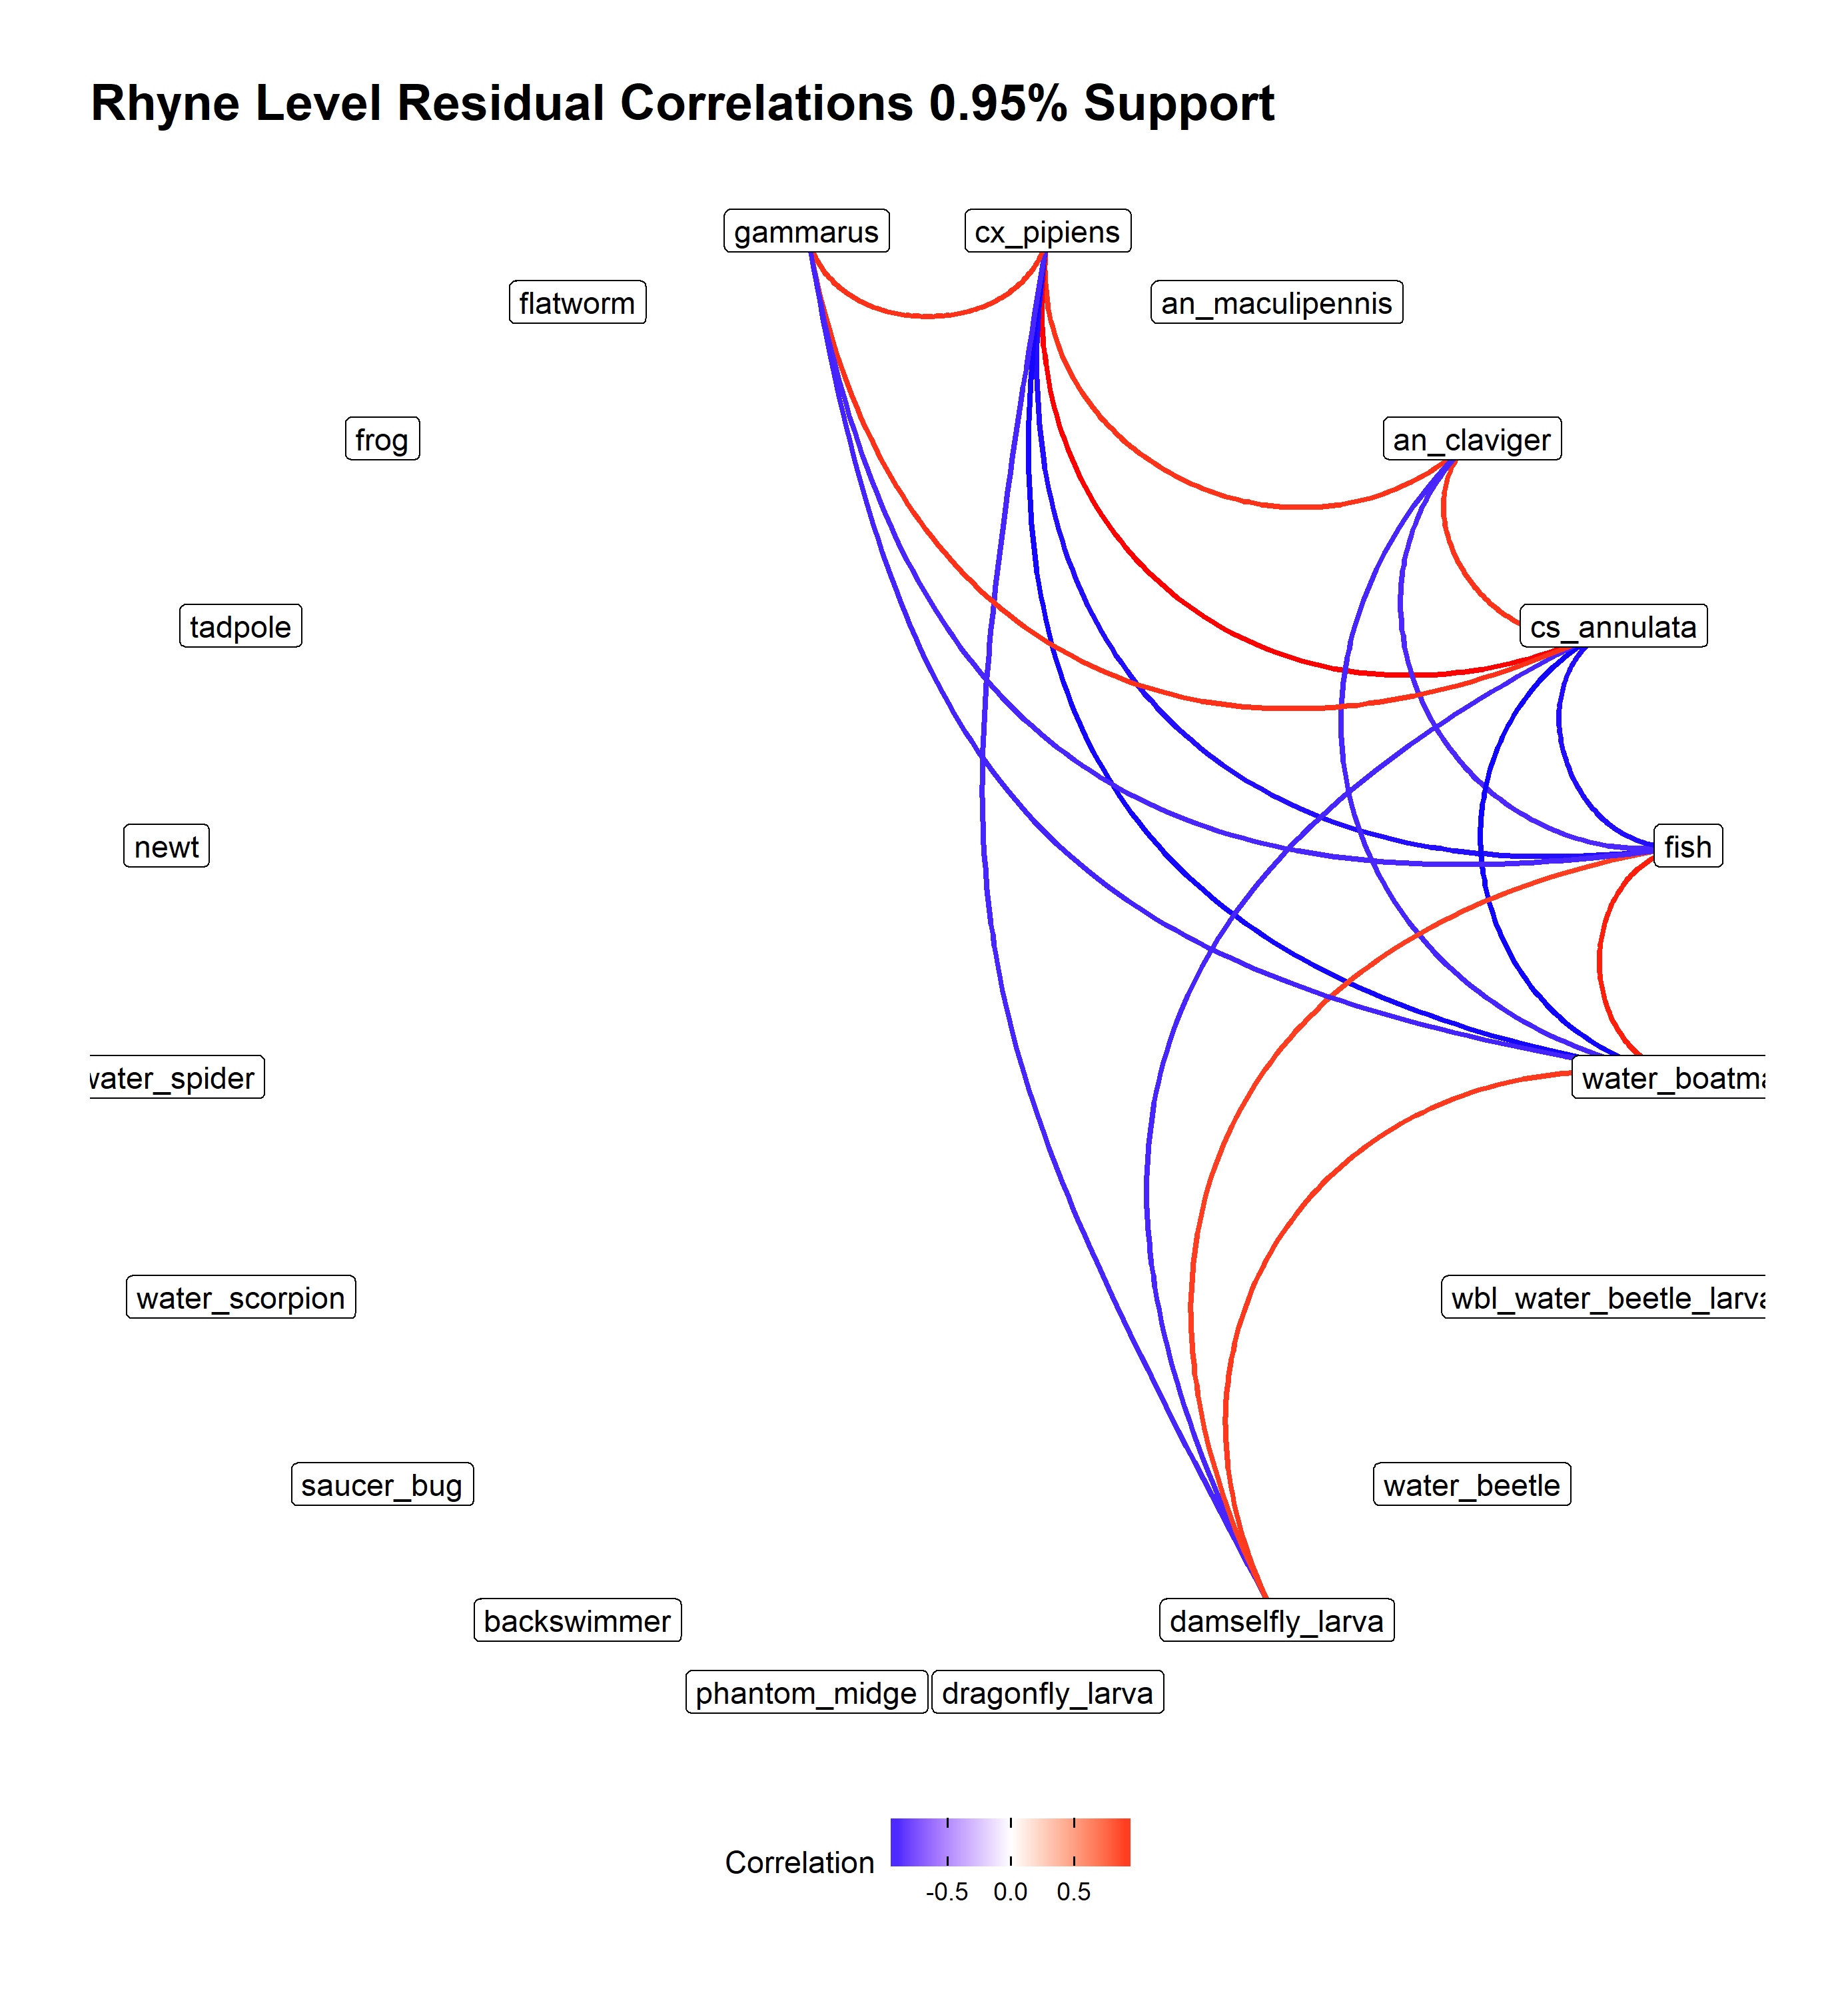 Rhyne Level Residual Correlations 0.95% Support
gammarus
cx_pipiens
flatworm
an_maculipennis
frog
an_claviger
tadpole
cs_annulata
newt
fish
water_spider
water_boatma
water_scorpion
wbl_water_beetle_larva
saucer_bug
water_beetle
backswimmer
damselfly_larva
phantom_midge
dragonfly_larva
Correlation
-0.5 0.0 0.5